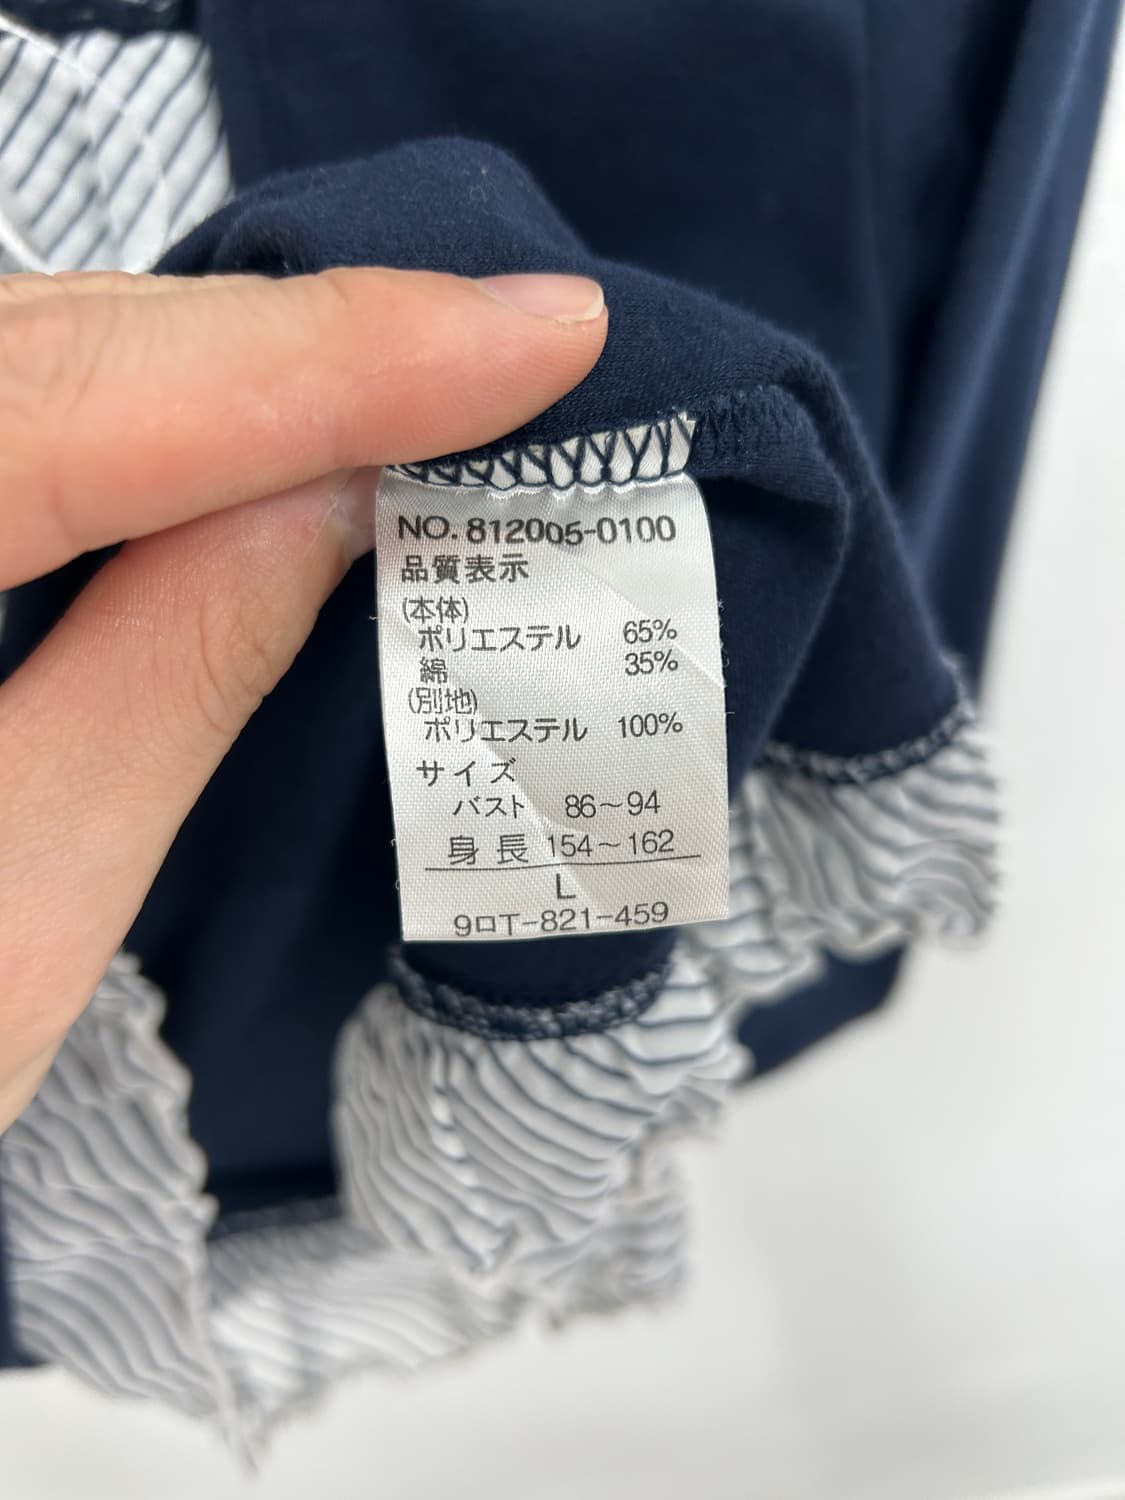 NO.812005-0100
品質表示
(本体)
ポリエステル 65%
綿 35%
(別地)
ポリエステル 100%
サイズ
バスト 86~94
身長 154~162
L
9ロT-821-459